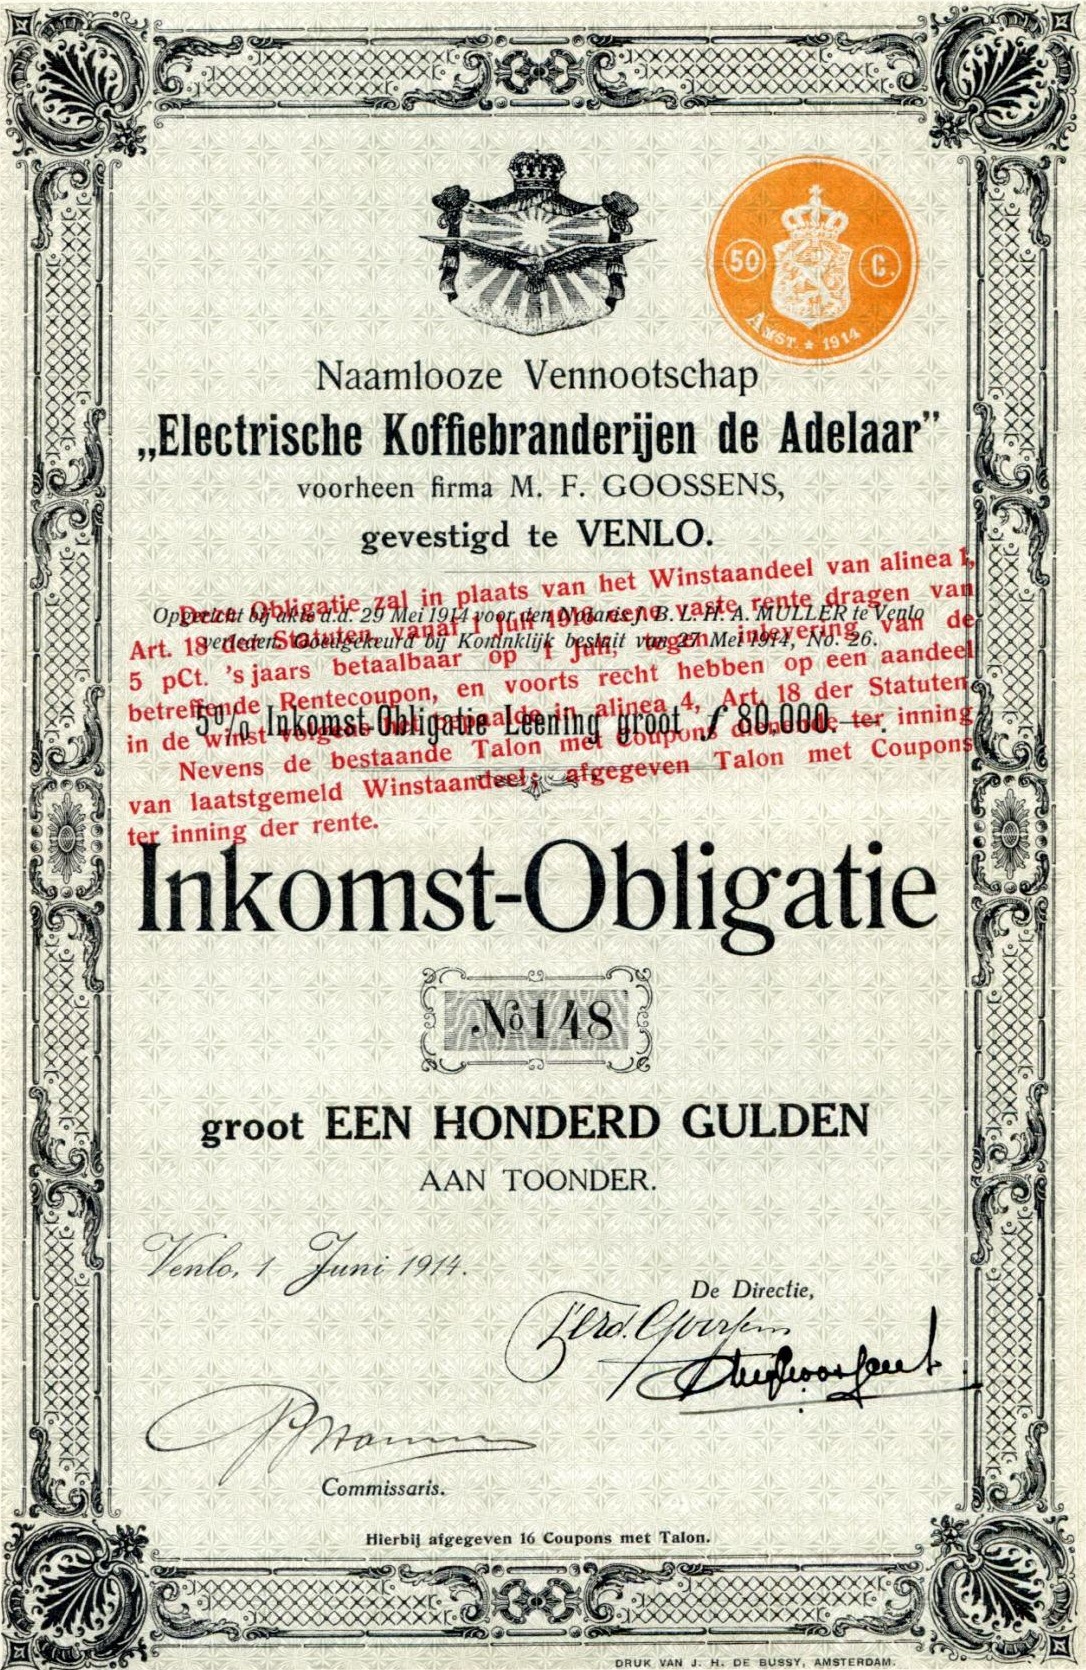 50 C.
AMST. * 1914
Naamlooze Vennootschap
„Electrische Koffiebranderijen de Adelaar”
voorheen firma M. F. GOOSSENS,
gevestigd te VENLO.
Opgericht bij akte d.d. 29 Mei 1914 voor den Notaris J. B. L. H. A. MULLER te Venlo
verleden. Goedgekeurd bij Koninklijk besluit van 27 Mei 1914, No. 26.
5% Inkomst-Obligatie Leening groot ƒ 80.000.—.
Deze Obligatie zal in plaats van het Winstaandeel van alinea 1,
Art. 18 der Statuten, vanaf 1 Juni 1916 eene vaste rente dragen van
5 pCt. 's jaars betaalbaar op 1 Juni, tegen inlevering van de
betreffende Rentecoupon, en voorts recht hebben op een aandeel
in de winst volgens het bepaalde in alinea 4, Art. 18 der Statuten.
Nevens de bestaande Talon met Coupons dienende ter inning
van laatstgemeld Winstaandeel; afgegeven Talon met Coupons
ter inning der rente.
Inkomst-Obligatie
No 148
groot EEN HONDERD GULDEN
AAN TOONDER.
Venlo, 1 Juni 1914.
De Directie,
Ferd. Goossens
Commissaris.
Hierbij afgegeven 16 Coupons met Talon.
DRUK VAN J. H. DE BUSSY, AMSTERDAM.